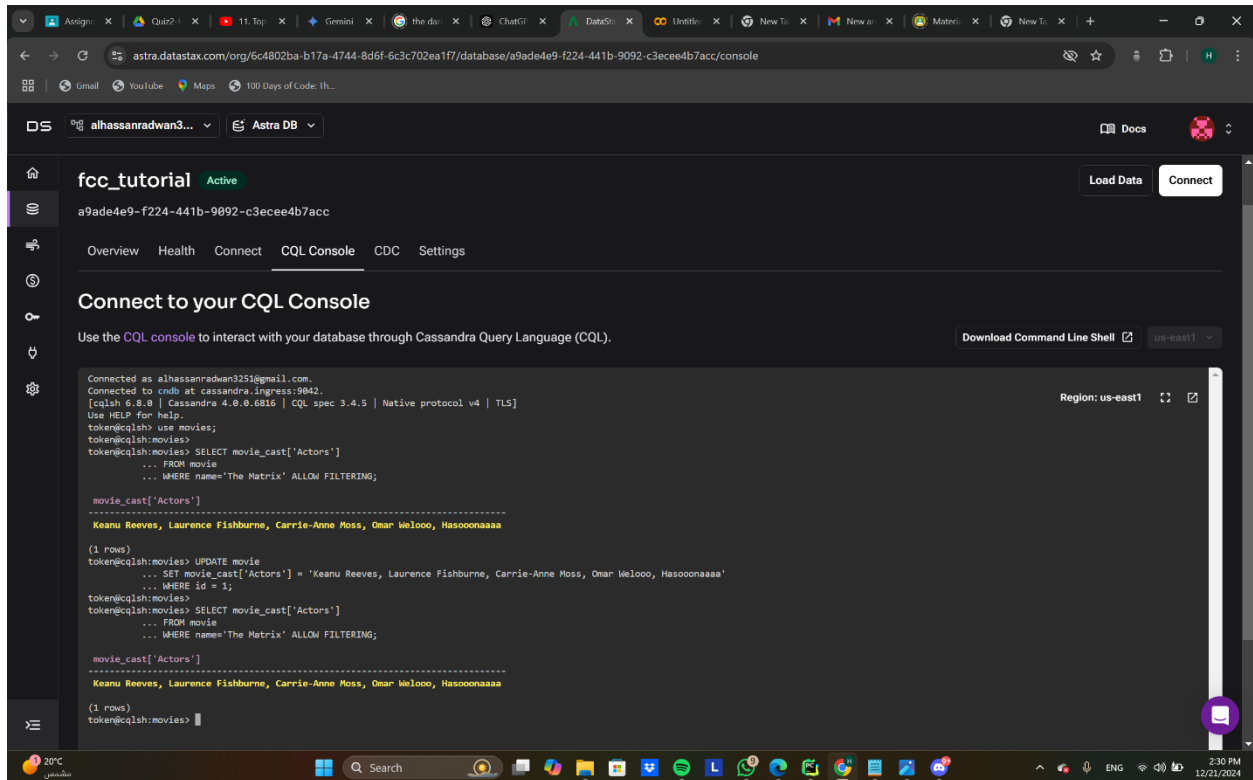 Assignm
Quiz2-
11. Top
Gemini
the dar
ChatGP
DataSta
Untitle
New Ta
New an
Materia
New Ta
astra.datastax.com/org/6c4802ba-b17a-4744-8d6f-6c3c702ea1f7/database/a9ade4e9-f224-441b-9092-c3ecee4b7acc/console
H
Gmail
YouTube
Maps
100 Days of Code: Th...
DS
alhassanradwan3...
Astra DB
Docs
fcc_tutorial
Active
Load Data
Connect
a9ade4e9-f224-441b-9092-c3ecee4b7acc
Overview
Health
Connect
CQL Console
CDC
Settings
Connect to your CQL Console
Use the CQL console to interact with your database through Cassandra Query Language (CQL).
Download Command Line Shell
us-east1
Connected as alhassanradwan3251@gmail.com.
Connected to cndb at cassandra.ingress:9042.
[cqlsh 6.8.0 | Cassandra 4.0.0.6816 | CQL spec 3.4.5 | Native protocol v4 | TLS]
Region: us-east1
Use HELP for help.
token@cqlsh> use movies;
token@cqlsh:movies>
token@cqlsh:movies> SELECT movie_cast['Actors']
... FROM movie
... WHERE name='The Matrix' ALLOW FILTERING;
movie_cast['Actors']
Keanu Reeves, Laurence Fishburne, Carrie-Anne Moss, Omar Welooo, Hasooonaaaa
(1 rows)
token@cqlsh:movies> UPDATE movie
... SET movie_cast['Actors'] = 'Keanu Reeves, Laurence Fishburne, Carrie-Anne Moss, Omar Welooo, Hasooonaaaa'
... WHERE id = 1;
token@cqlsh:movies>
token@cqlsh:movies> SELECT movie_cast['Actors']
... FROM movie
... WHERE name='The Matrix' ALLOW FILTERING;
movie_cast['Actors']
Keanu Reeves, Laurence Fishburne, Carrie-Anne Moss, Omar Welooo, Hasooonaaaa
(1 rows)
token@cqlsh:movies>
20°C
مشمس
Search
ENG
2:30 PM
12/21/2024